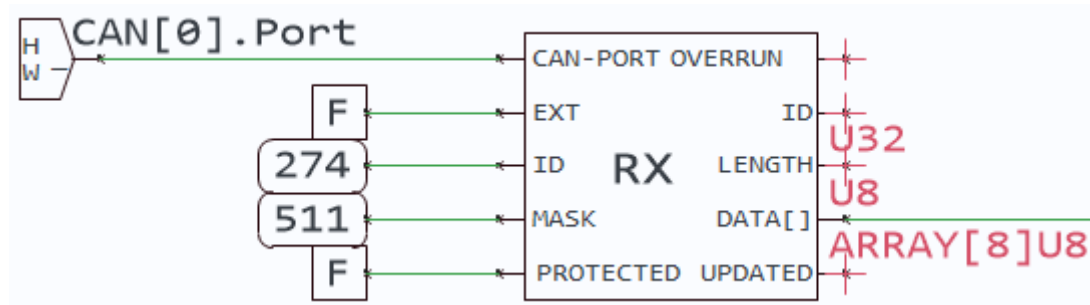 H
W
CAN[0].Port
CAN-PORT OVERRUN
F EXT ID
U32
274 ID RX LENGTH
U8
511 MASK DATA[]
ARRAY[8]U8
F PROTECTED UPDATED